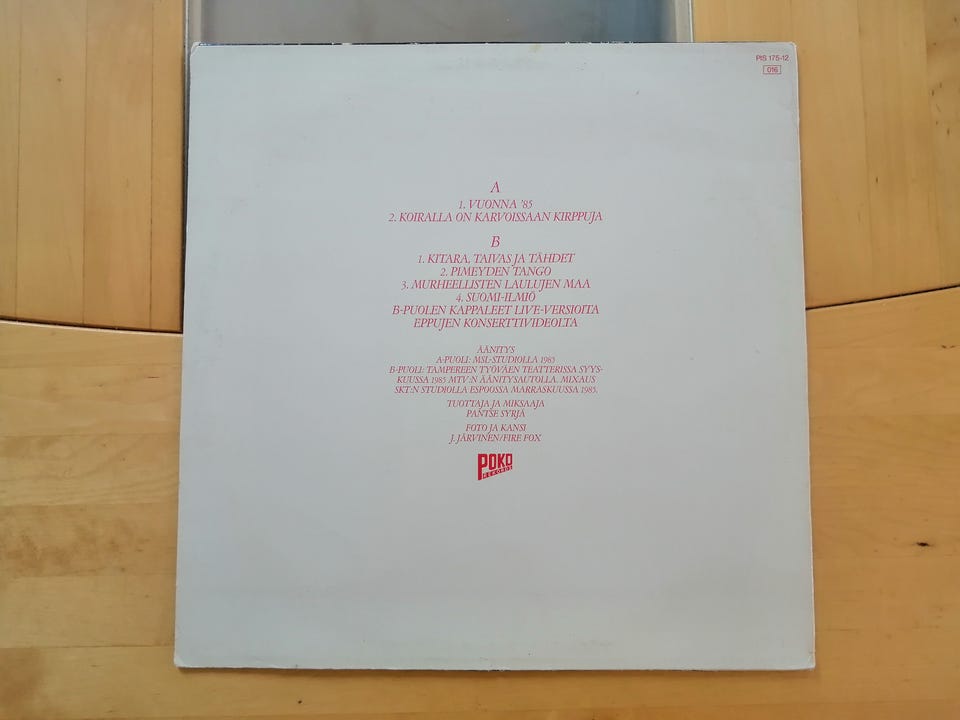 PIS 175-12
016
A
1. VUONNA '85
2. KOIRALLA ON KARVOISSAAN KIRPPUJA
B
1. KITARA, TAIVAS JA TÄHDET
2. PIMEYDEN TANGO
3. MURHEELLISTEN LAULUJEN MAA
4. SUOMI-ILMIÖ
B-PUOLEN KAPPALEET LIVE-VERSIOITA
EPPUJEN KONSERTTIVIDEOLTA
ÄÄNITYS
A-PUOLI: MSL-STUDIOLLA 1985
B-PUOLI: TAMPEREEN TYÖVÄEN TEATTERISSA SYYS-
KUUSSA 1985 MTV:N ÄÄNITYSAUTOLLA. MIXAUS
SKT:N STUDIOLLA ESPOOSSA MARRASKUUSSA 1985.
TUOTTAJA JA MIKSAAJA
PANTSE SYRJÄ
FOTO JA KANSI
J. JÄRVINEN/FIRE FOX
POKO
REKORDS